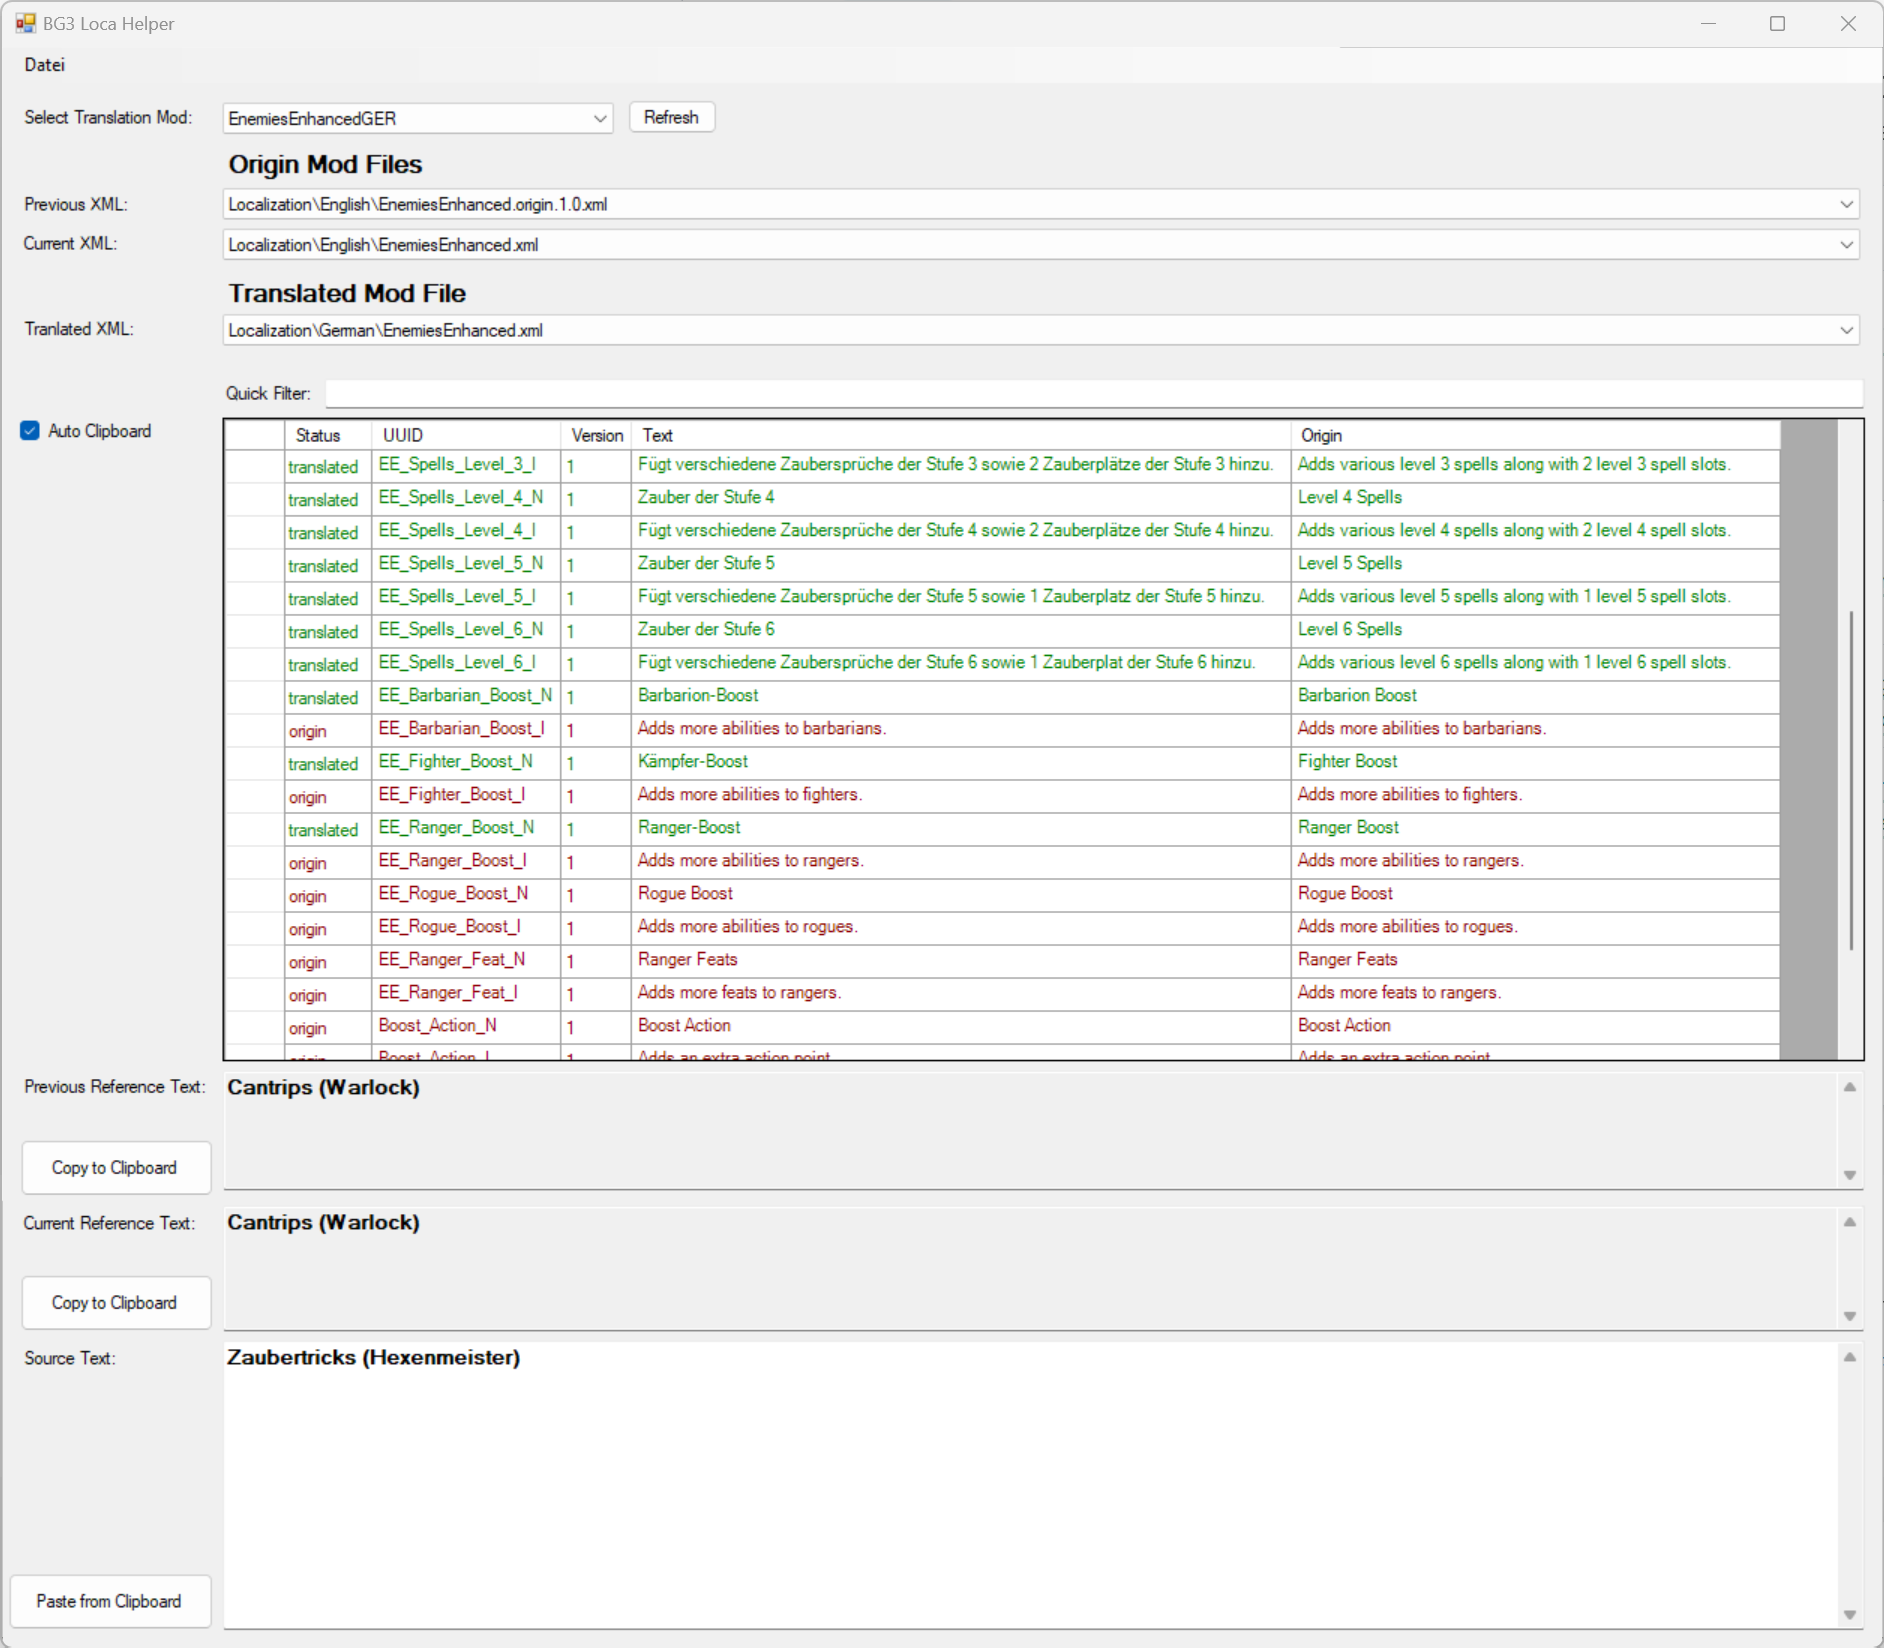 BG3 Loca Helper
Datei
Select Translation Mod: EnemiesEnhancedGER Refresh
Origin Mod Files
Previous XML: Localization\English\EnemiesEnhanced.origin.1.0.xml
Current XML: Localization\English\EnemiesEnhanced.xml
Translated Mod File
Tranlated XML: Localization\German\EnemiesEnhanced.xml
Quick Filter:
Auto Clipboard
Status UUID Version Text Origin
translated EE_Spells_Level_3_I 1 Fügt verschiedene Zaubersprüche der Stufe 3 sowie 2 Zauberplätze der Stufe 3 hinzu. Adds various level 3 spells along with 2 level 3 spell slots.
translated EE_Spells_Level_4_N 1 Zauber der Stufe 4 Level 4 Spells
translated EE_Spells_Level_4_I 1 Fügt verschiedene Zaubersprüche der Stufe 4 sowie 2 Zauberplätze der Stufe 4 hinzu. Adds various level 4 spells along with 2 level 4 spell slots.
translated EE_Spells_Level_5_N 1 Zauber der Stufe 5 Level 5 Spells
translated EE_Spells_Level_5_I 1 Fügt verschiedene Zaubersprüche der Stufe 5 sowie 1 Zauberplatz der Stufe 5 hinzu. Adds various level 5 spells along with 1 level 5 spell slots.
translated EE_Spells_Level_6_N 1 Zauber der Stufe 6 Level 6 Spells
translated EE_Spells_Level_6_I 1 Fügt verschiedene Zaubersprüche der Stufe 6 sowie 1 Zauberplat der Stufe 6 hinzu. Adds various level 6 spells along with 1 level 6 spell slots.
translated EE_Barbarian_Boost_N 1 Barbarion-Boost Barbarion Boost
origin EE_Barbarian_Boost_I 1 Adds more abilities to barbarians. Adds more abilities to barbarians.
translated EE_Fighter_Boost_N 1 Kämpfer-Boost Fighter Boost
origin EE_Fighter_Boost_I 1 Adds more abilities to fighters. Adds more abilities to fighters.
translated EE_Ranger_Boost_N 1 Ranger-Boost Ranger Boost
origin EE_Ranger_Boost_I 1 Adds more abilities to rangers. Adds more abilities to rangers.
origin EE_Rogue_Boost_N 1 Rogue Boost Rogue Boost
origin EE_Rogue_Boost_I 1 Adds more abilities to rogues. Adds more abilities to rogues.
origin EE_Ranger_Feat_N 1 Ranger Feats Ranger Feats
origin EE_Ranger_Feat_I 1 Adds more feats to rangers. Adds more feats to rangers.
origin Boost_Action_N 1 Boost Action Boost Action
origin Boost_Action_I 1 Adds an extra action point Adds an extra action point
Previous Reference Text: Cantrips (Warlock)
Copy to Clipboard
Current Reference Text: Cantrips (Warlock)
Copy to Clipboard
Source Text: Zaubertricks (Hexenmeister)
Paste from Clipboard